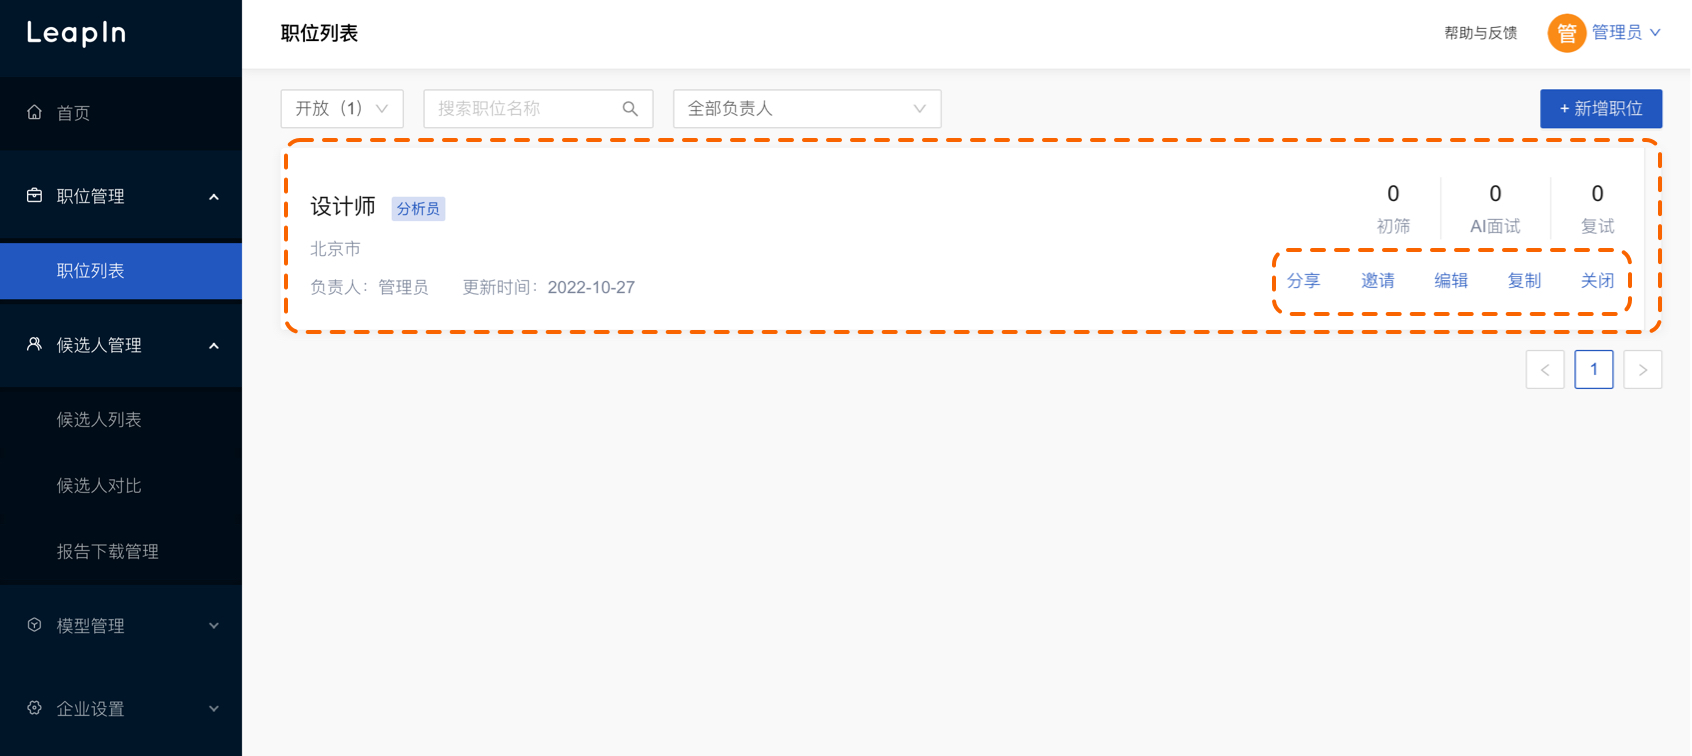 LeapIn
首页
职位管理
职位列表
候选人管理
候选人列表
候选人对比
报告下载管理
模型管理
企业设置
职位列表
帮助与反馈
管
管理员
开放（1）
搜索职位名称
全部负责人
+ 新增职位
设计师 分析员
北京市
负责人：管理员 更新时间：2022-10-27
0 0 0
初筛 AI面试 复试
分享 邀请 编辑 复制 关闭
< 1 >